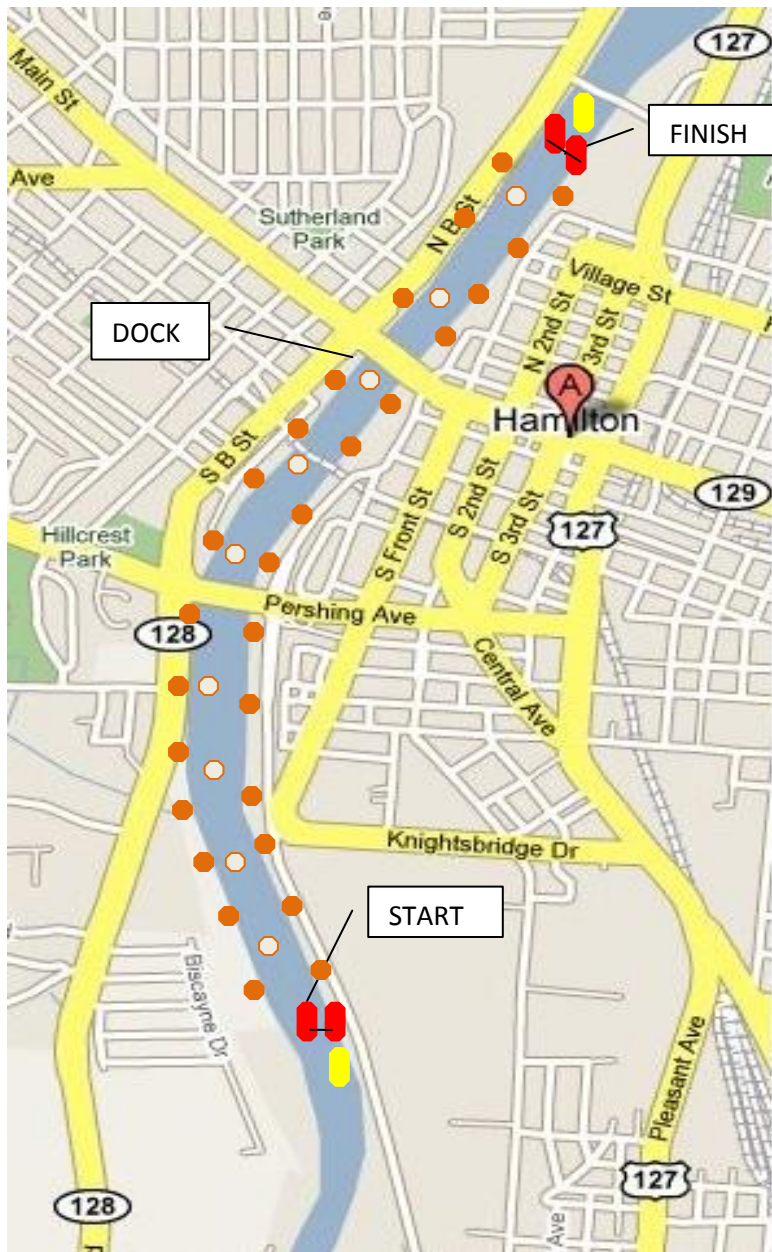 127
Main St
FINISH
Ave
Sutherland
Park
N B St
Village St
DOCK
N 2nd St
3rd St
A
Hamilton
S B St
129
S Front St
S 2nd St
S 3rd St
127
Hillcrest
Park
Pershing Ave
128
Central Ave
Knightsbridge Dr
START
Biscayne Dr
Pleasant Ave
127
128
Ave